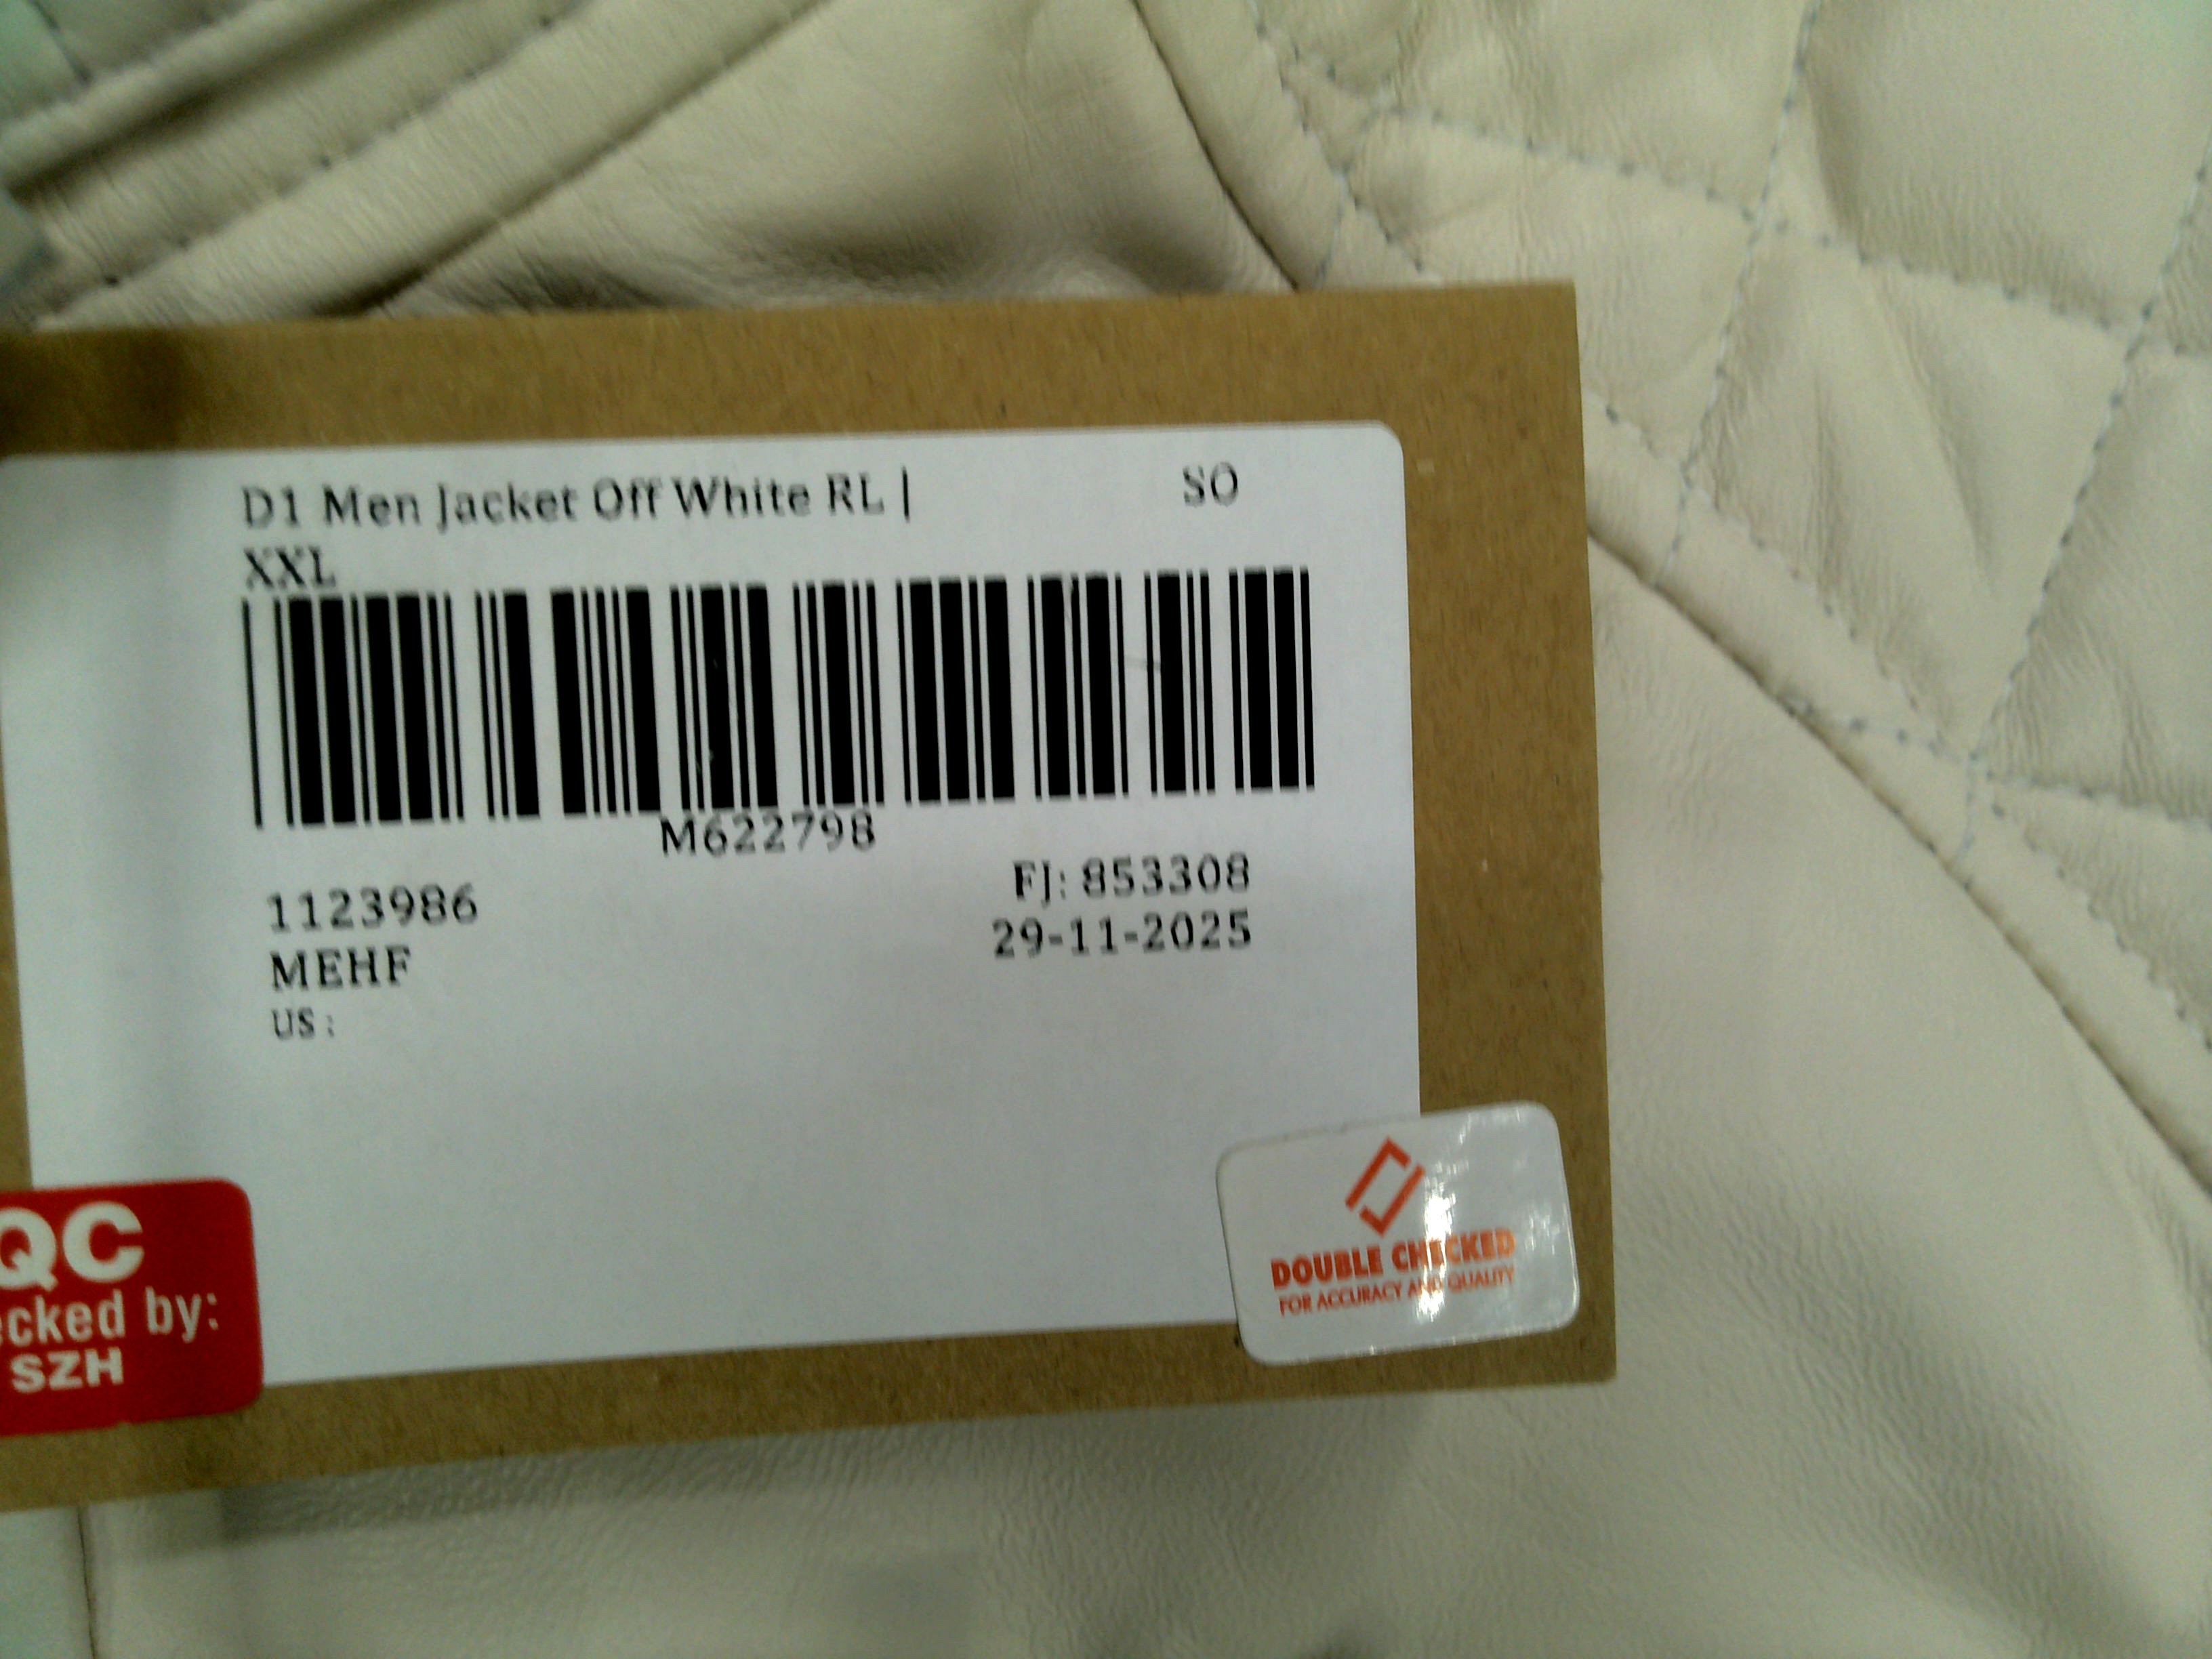 D1 Men Jacket Off White RL |
SO
XXL
M622798
1123986
FJ: 853308
MEHF
29-11-2025
US :
QC
ecked by:
SZH
DOUBLE CHECKED
FOR ACCURACY AND QUALITY